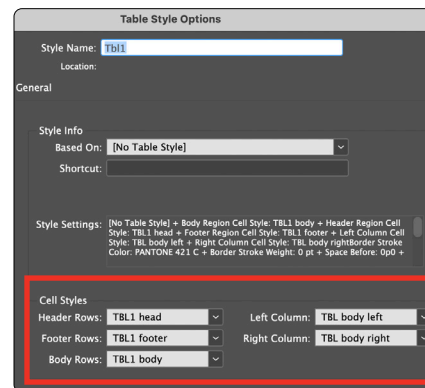 Table Style Options
Style Name: Tbl1
Location:
General
Style Info
Based On: [No Table Style]
Shortcut:
Style Settings: [No Table Style] + Body Region Cell Style: TBL1 body + Header Region Cell
Style: TBL1 head + Footer Region Cell Style: TBL1 footer + Left Column Cell
Style: TBL body left + Right Column Cell Style: TBL body rightBorder Stroke
Color: PANTONE 421 C + Border Stroke Weight: 0 pt + Space Before: 0p0 +
Cell Styles
Header Rows: TBL1 head Left Column: TBL body left
Footer Rows: TBL1 footer Right Column: TBL body right
Body Rows: TBL1 body